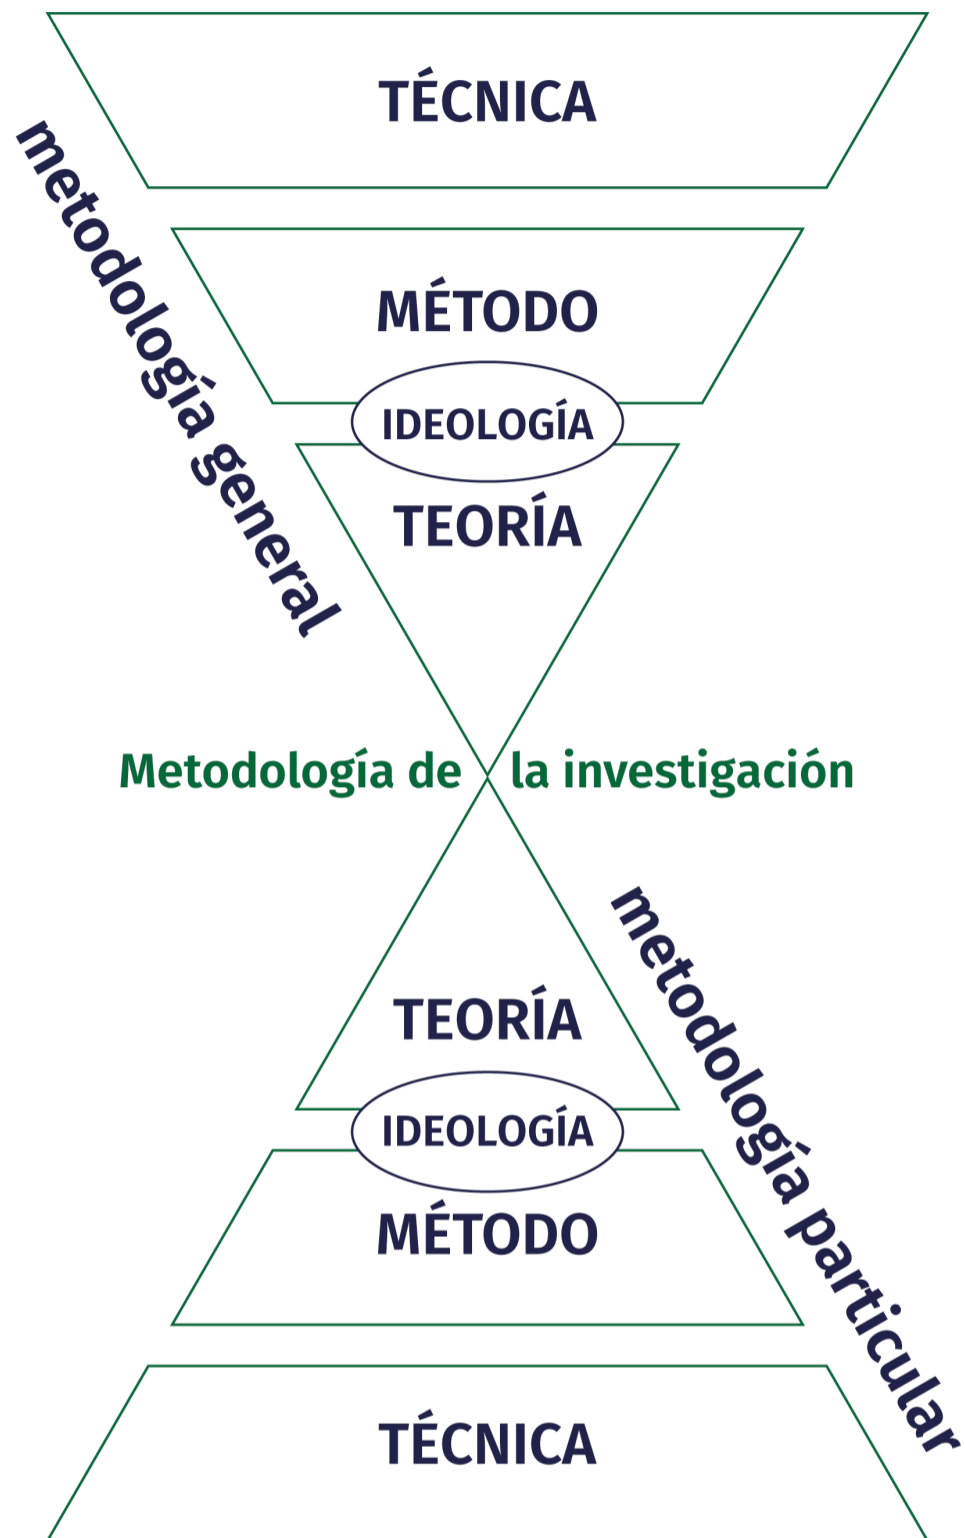 TÉCNICA
metodología general
MÉTODO
IDEOLOGÍA
TEORÍA
Metodología de la investigación
TEORÍA
metodología particular
IDEOLOGÍA
MÉTODO
TÉCNICA